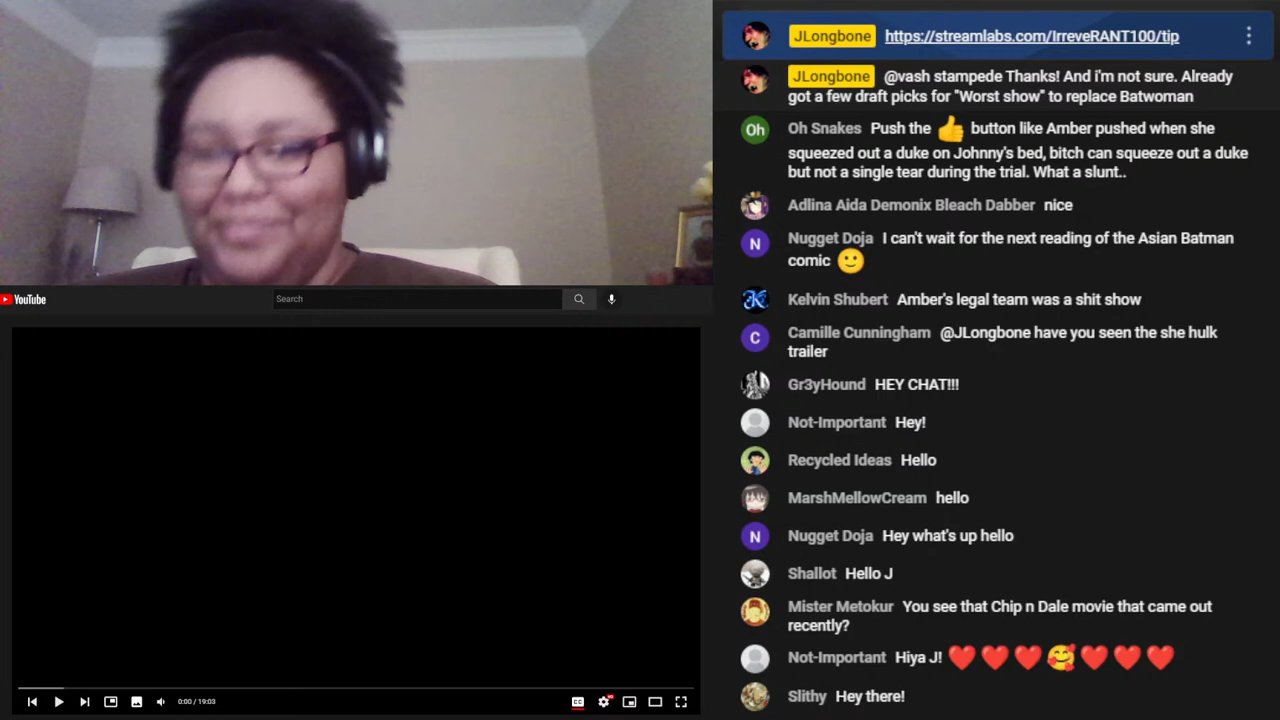 JLongbone https://streamlabs.com/IrreveRANT100/tip
JLongbone @vash stampede Thanks! And i'm not sure. Already
got a few draft picks for "Worst show" to replace Batwoman
Oh Oh Snakes Push the 👍 button like Amber pushed when she
squeezed out a duke on Johnny's bed, bitch can squeeze out a duke
but not a single tear during the trial. What a slunt..
Adlina Aida Demonix Bleach Dabber nice
N Nugget Doja I can't wait for the next reading of the Asian Batman
comic 🙂
Kelvin Shubert Amber's legal team was a shit show
C Camille Cunningham @JLongbone have you seen the she hulk
trailer
Gr3yHound HEY CHAT!!!
Not-Important Hey!
Recycled Ideas Hello
MarshMellowCream hello
N Nugget Doja Hey what's up hello
Shallot Hello J
Mister Metokur You see that Chip n Dale movie that came out
recently?
Not-Important Hiya J! ❤️❤️❤️🥰❤️❤️❤️
Slithy Hey there!
YouTube
Search
0:00 / 19:03
CC
HD